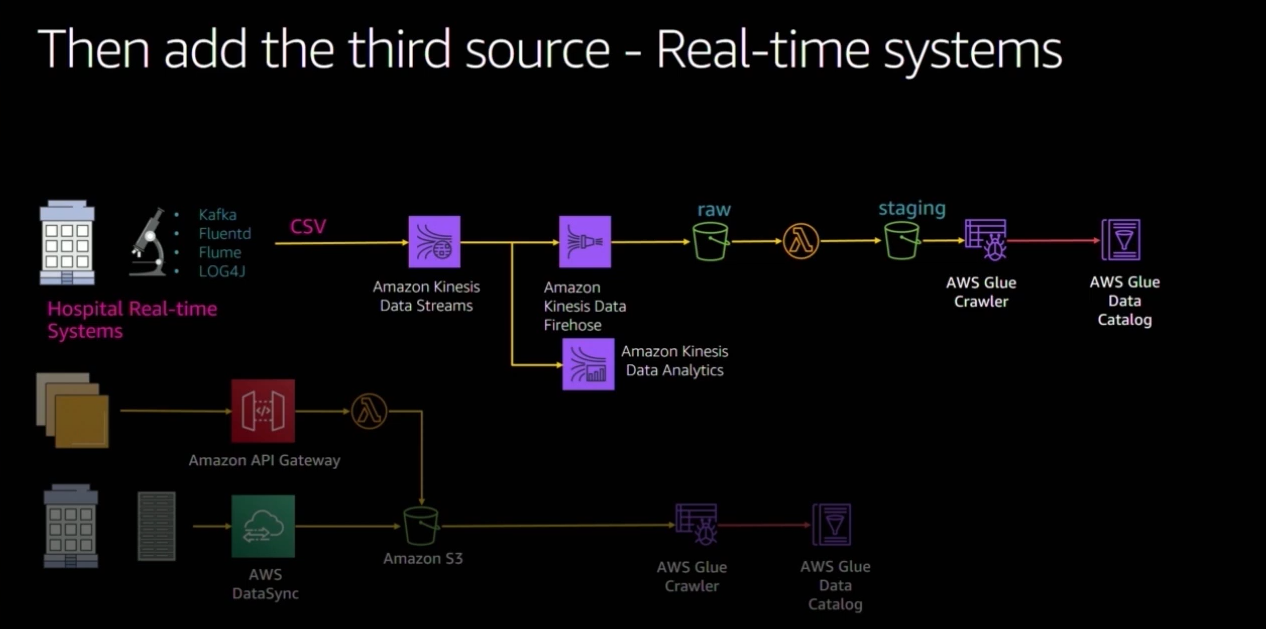 Then add the third source - Real-time systems
Kafka
Fluentd
Flume
LOG4J
Hospital Real-time
Systems
CSV
Amazon Kinesis
Data Streams
Amazon
Kinesis Data
Firehose
Amazon Kinesis
Data Analytics
raw
staging
AWS Glue
Crawler
AWS Glue
Data
Catalog
Amazon API Gateway
AWS
DataSync
Amazon S3
AWS Glue
Crawler
AWS Glue
Data
Catalog